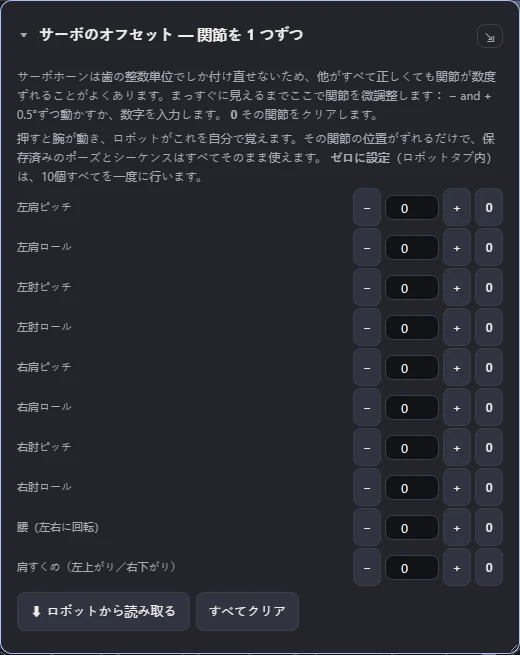 サーボのオフセット — 関節を 1 つずつ
サーボホーンは歯の整数単位でしか付け直せないため、他がすべて正しくても関節が数度
ずれることがよくあります。まっすぐに見えるまでここで関節を微調整します： − and +
0.5°ずつ動かすか、数字を入力します。 0 その関節をクリアします。
押すと腕が動き、ロボットがこれを自分で覚えます。その関節の位置がずれるだけで、保
存済みのポーズとシーケンスはすべてそのまま使えます。 ゼロに設定（ロボットタブ内）
は、10個すべてを一度に行います。
左肩ピッチ − 0 + 0
左肩ロール − 0 + 0
左肘ピッチ − 0 + 0
左肘ロール − 0 + 0
右肩ピッチ − 0 + 0
右肩ロール − 0 + 0
右肘ピッチ − 0 + 0
右肘ロール − 0 + 0
腰（左右に回転） − 0 + 0
肩すくめ（左上がり／右下がり） − 0 + 0
⬇ ロボットから読み取る すべてクリア